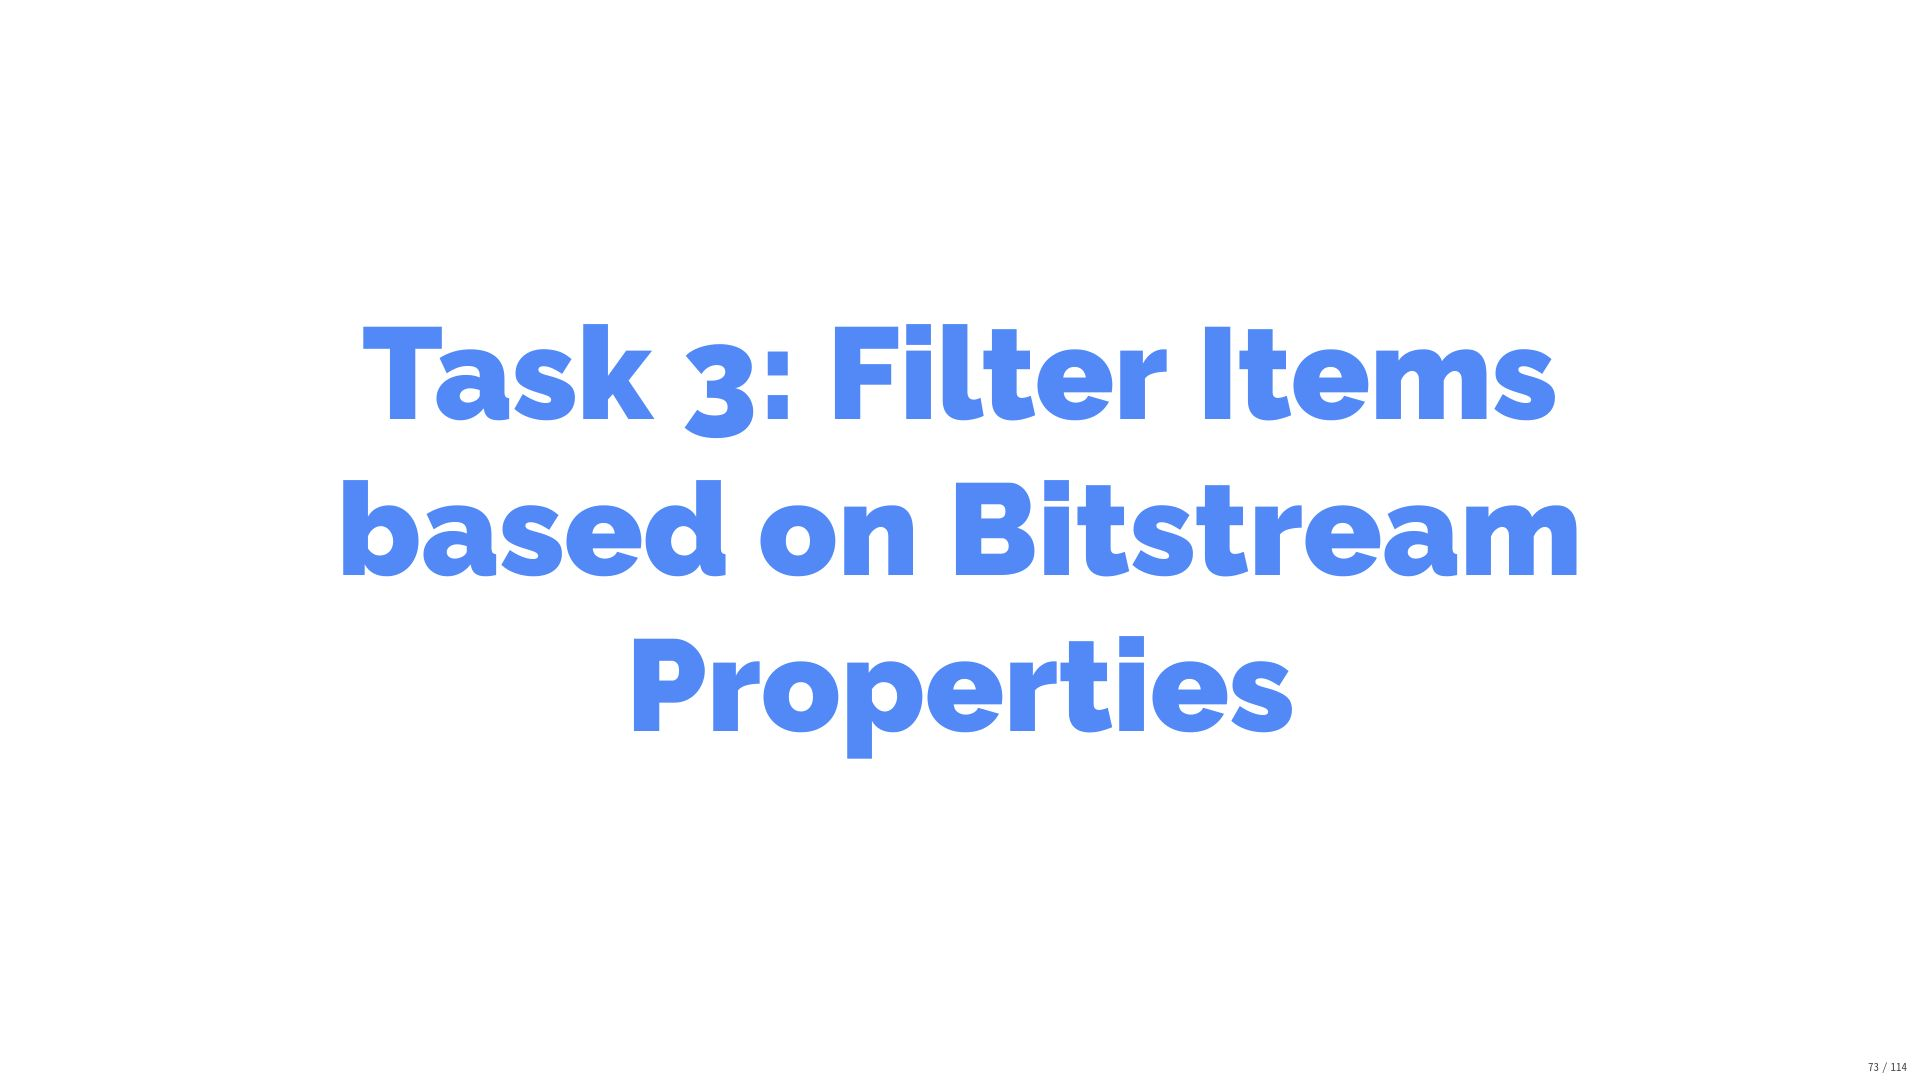 Task 3: Filter Items
based on Bitstream
Properties
73 / 114